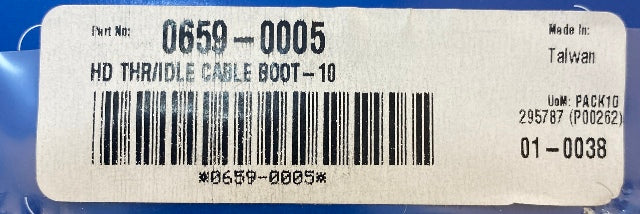 Part No: 0659-0005
HD THR/IDLE CABLE BOOT-10
*0659-0005*
Made In:
Taiwan
UoM: PACK10
295787 (P00262)
01-0038